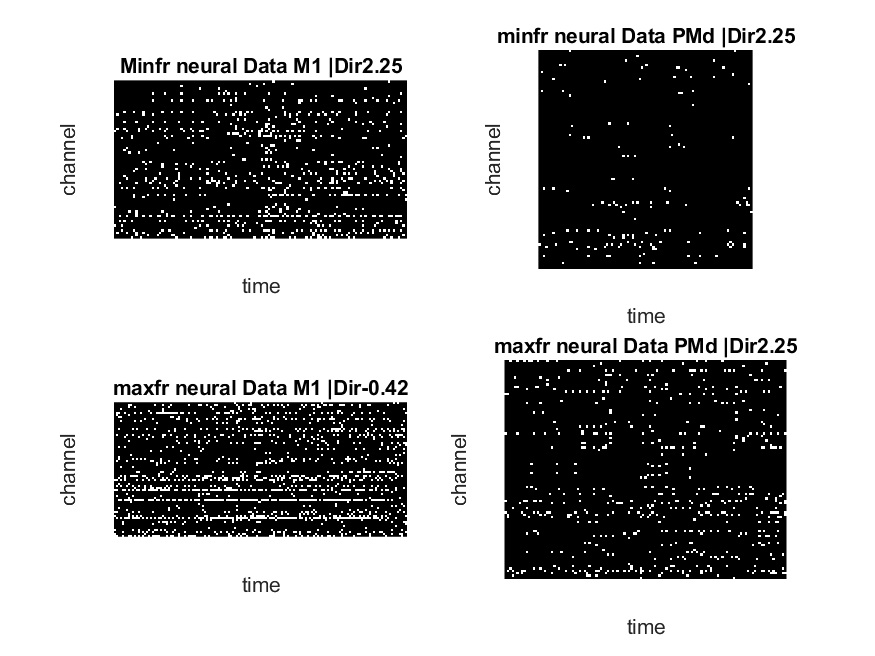 Minfr neural Data M1 |Dir2.25
channel
time
minfr neural Data PMd |Dir2.25
channel
time
maxfr neural Data M1 |Dir-0.42
channel
time
maxfr neural Data PMd |Dir2.25
channel
time